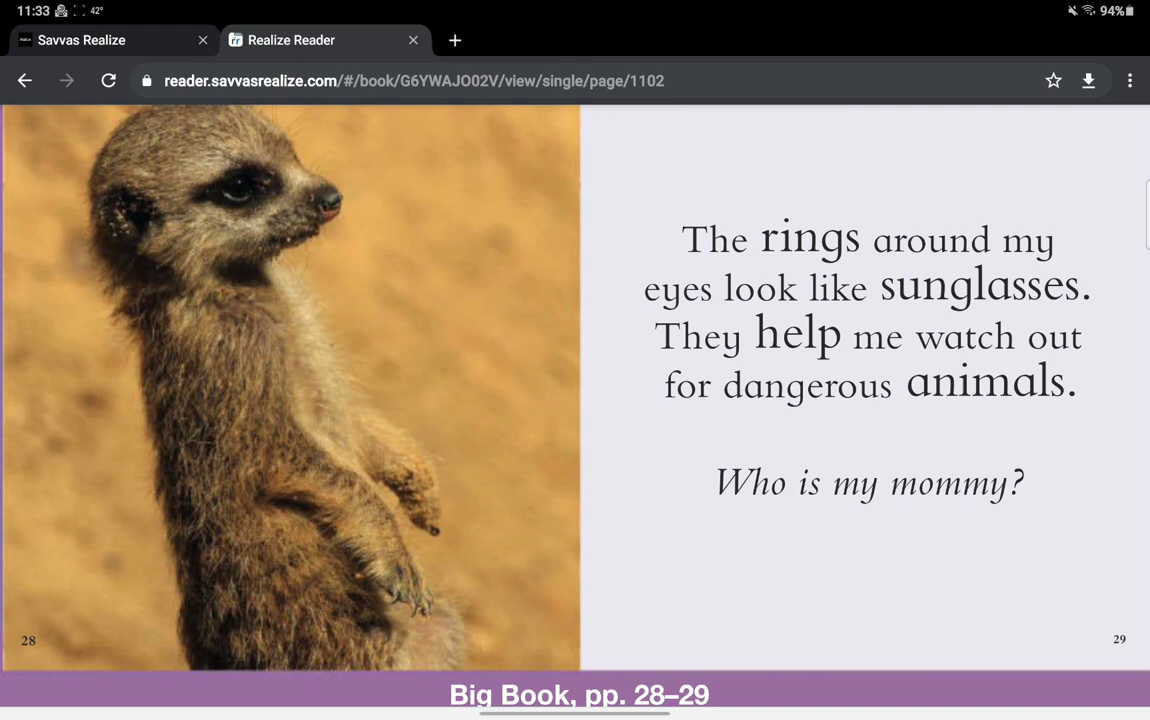 11:33 42°
94%
Savvas Realize
rr Realize Reader
reader.savvasrealize.com/#/book/G6YWAJO02V/view/single/page/1102
The rings around my
eyes look like sunglasses.
They help me watch out
for dangerous animals.
Who is my mommy?
28
29
Big Book, pp. 28–29